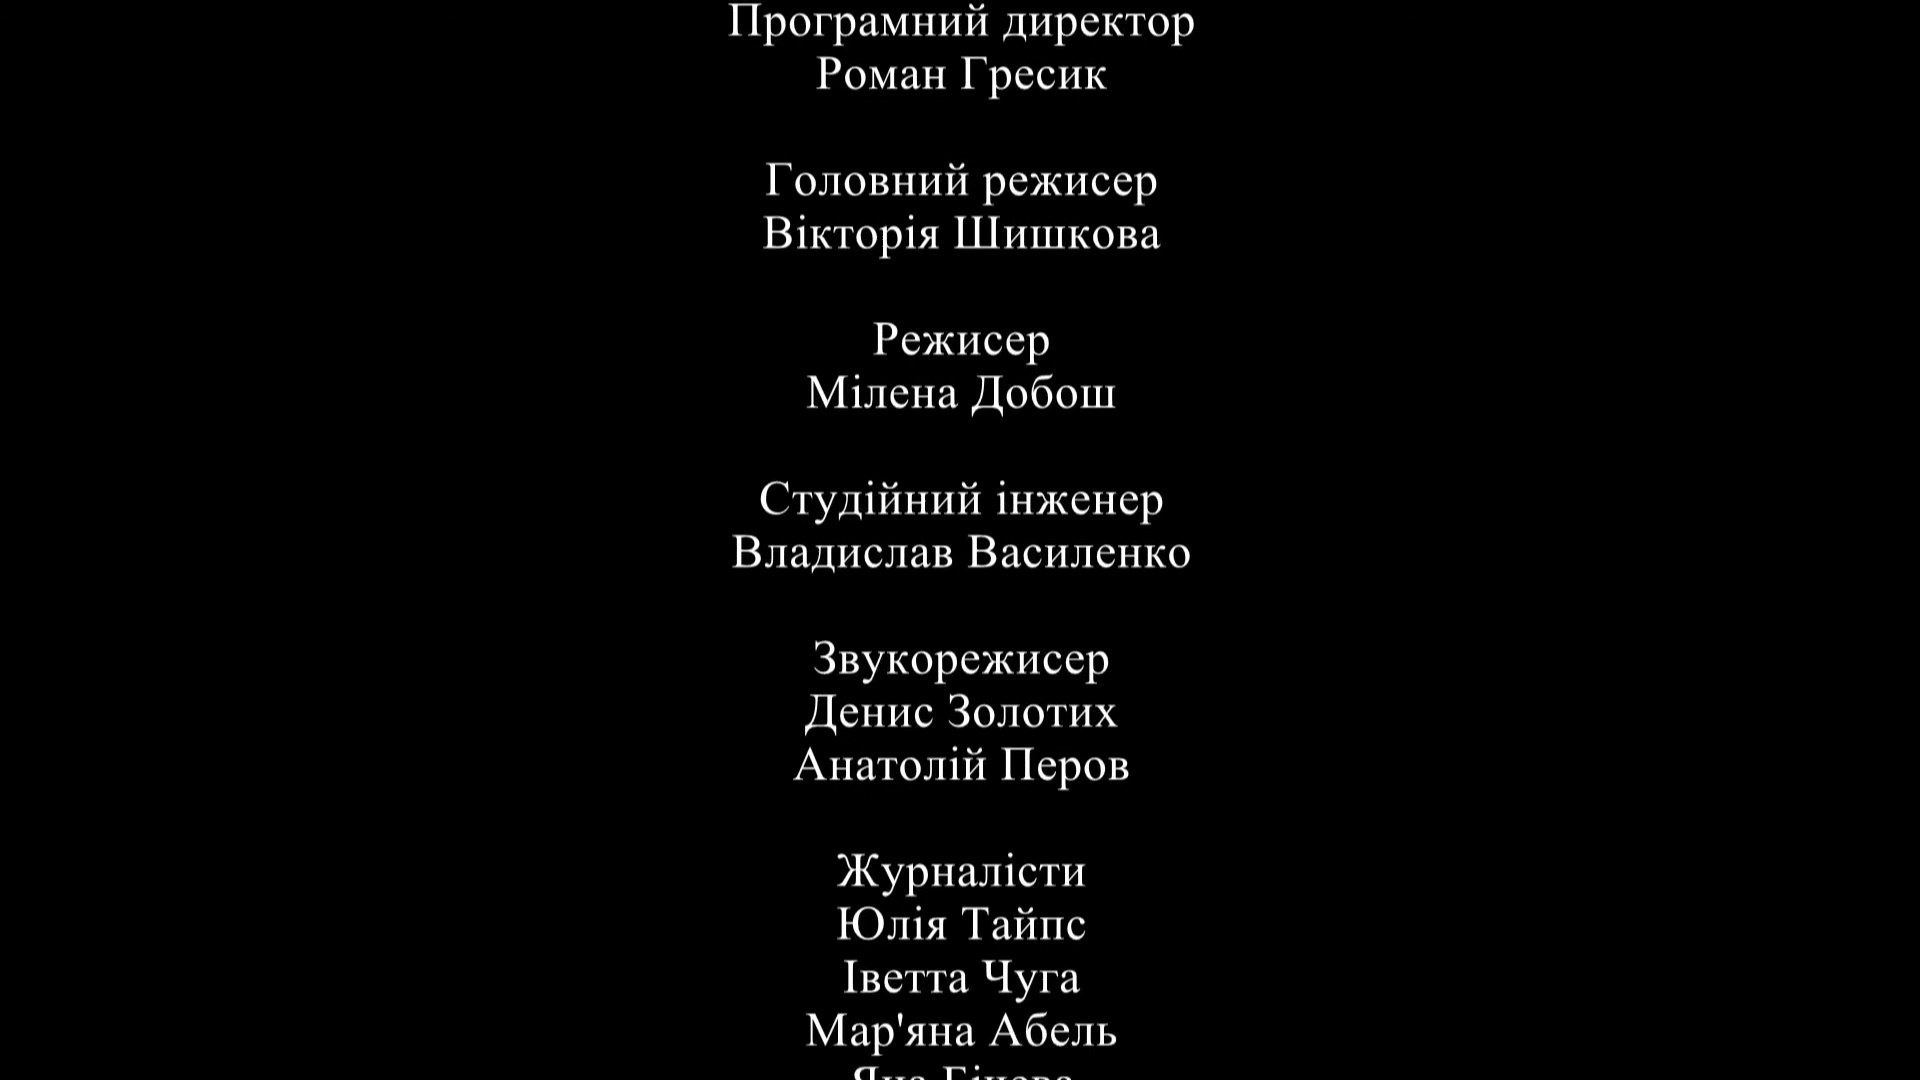 Програмний директор
Роман Гресик
Головний режисер
Вікторія Шишкова
Режисер
Мілена Добош
Студійний інженер
Владислав Василенко
Звукорежисер
Денис Золотих
Анатолій Перов
Журналісти
Юлія Тайпс
Іветта Чуга
Мар'яна Абель
Яна